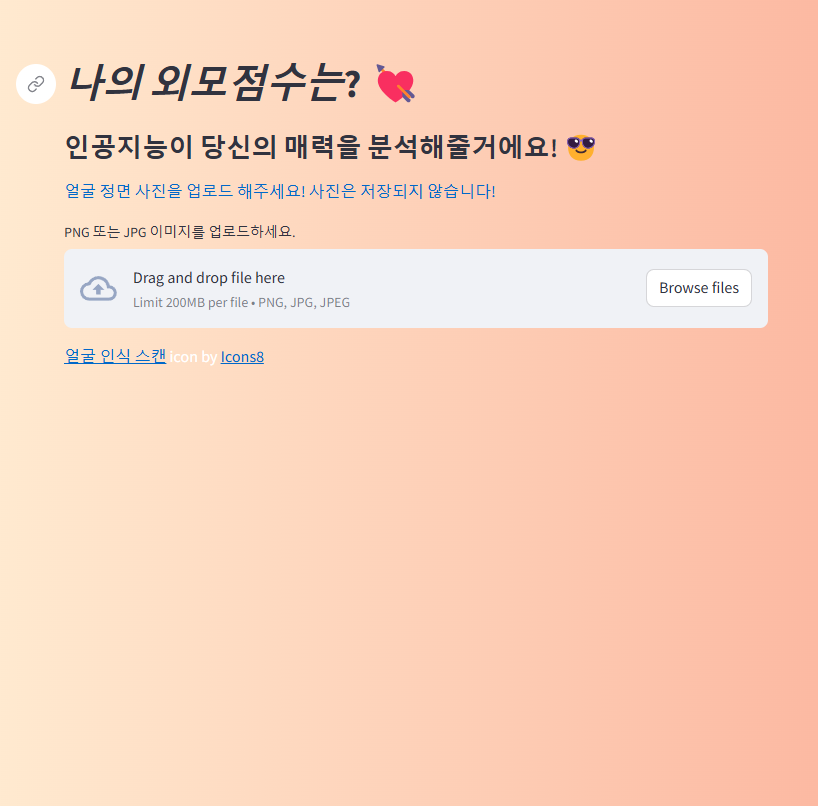 나의 외모점수는? 💘
인공지능이 당신의 매력을 분석해줄거에요! 😎
얼굴 정면 사진을 업로드 해주세요! 사진은 저장되지 않습니다!
PNG 또는 JPG 이미지를 업로드하세요.
Drag and drop file here
Limit 200MB per file • PNG, JPG, JPEG
Browse files
얼굴 인식 스캔 icon by Icons8